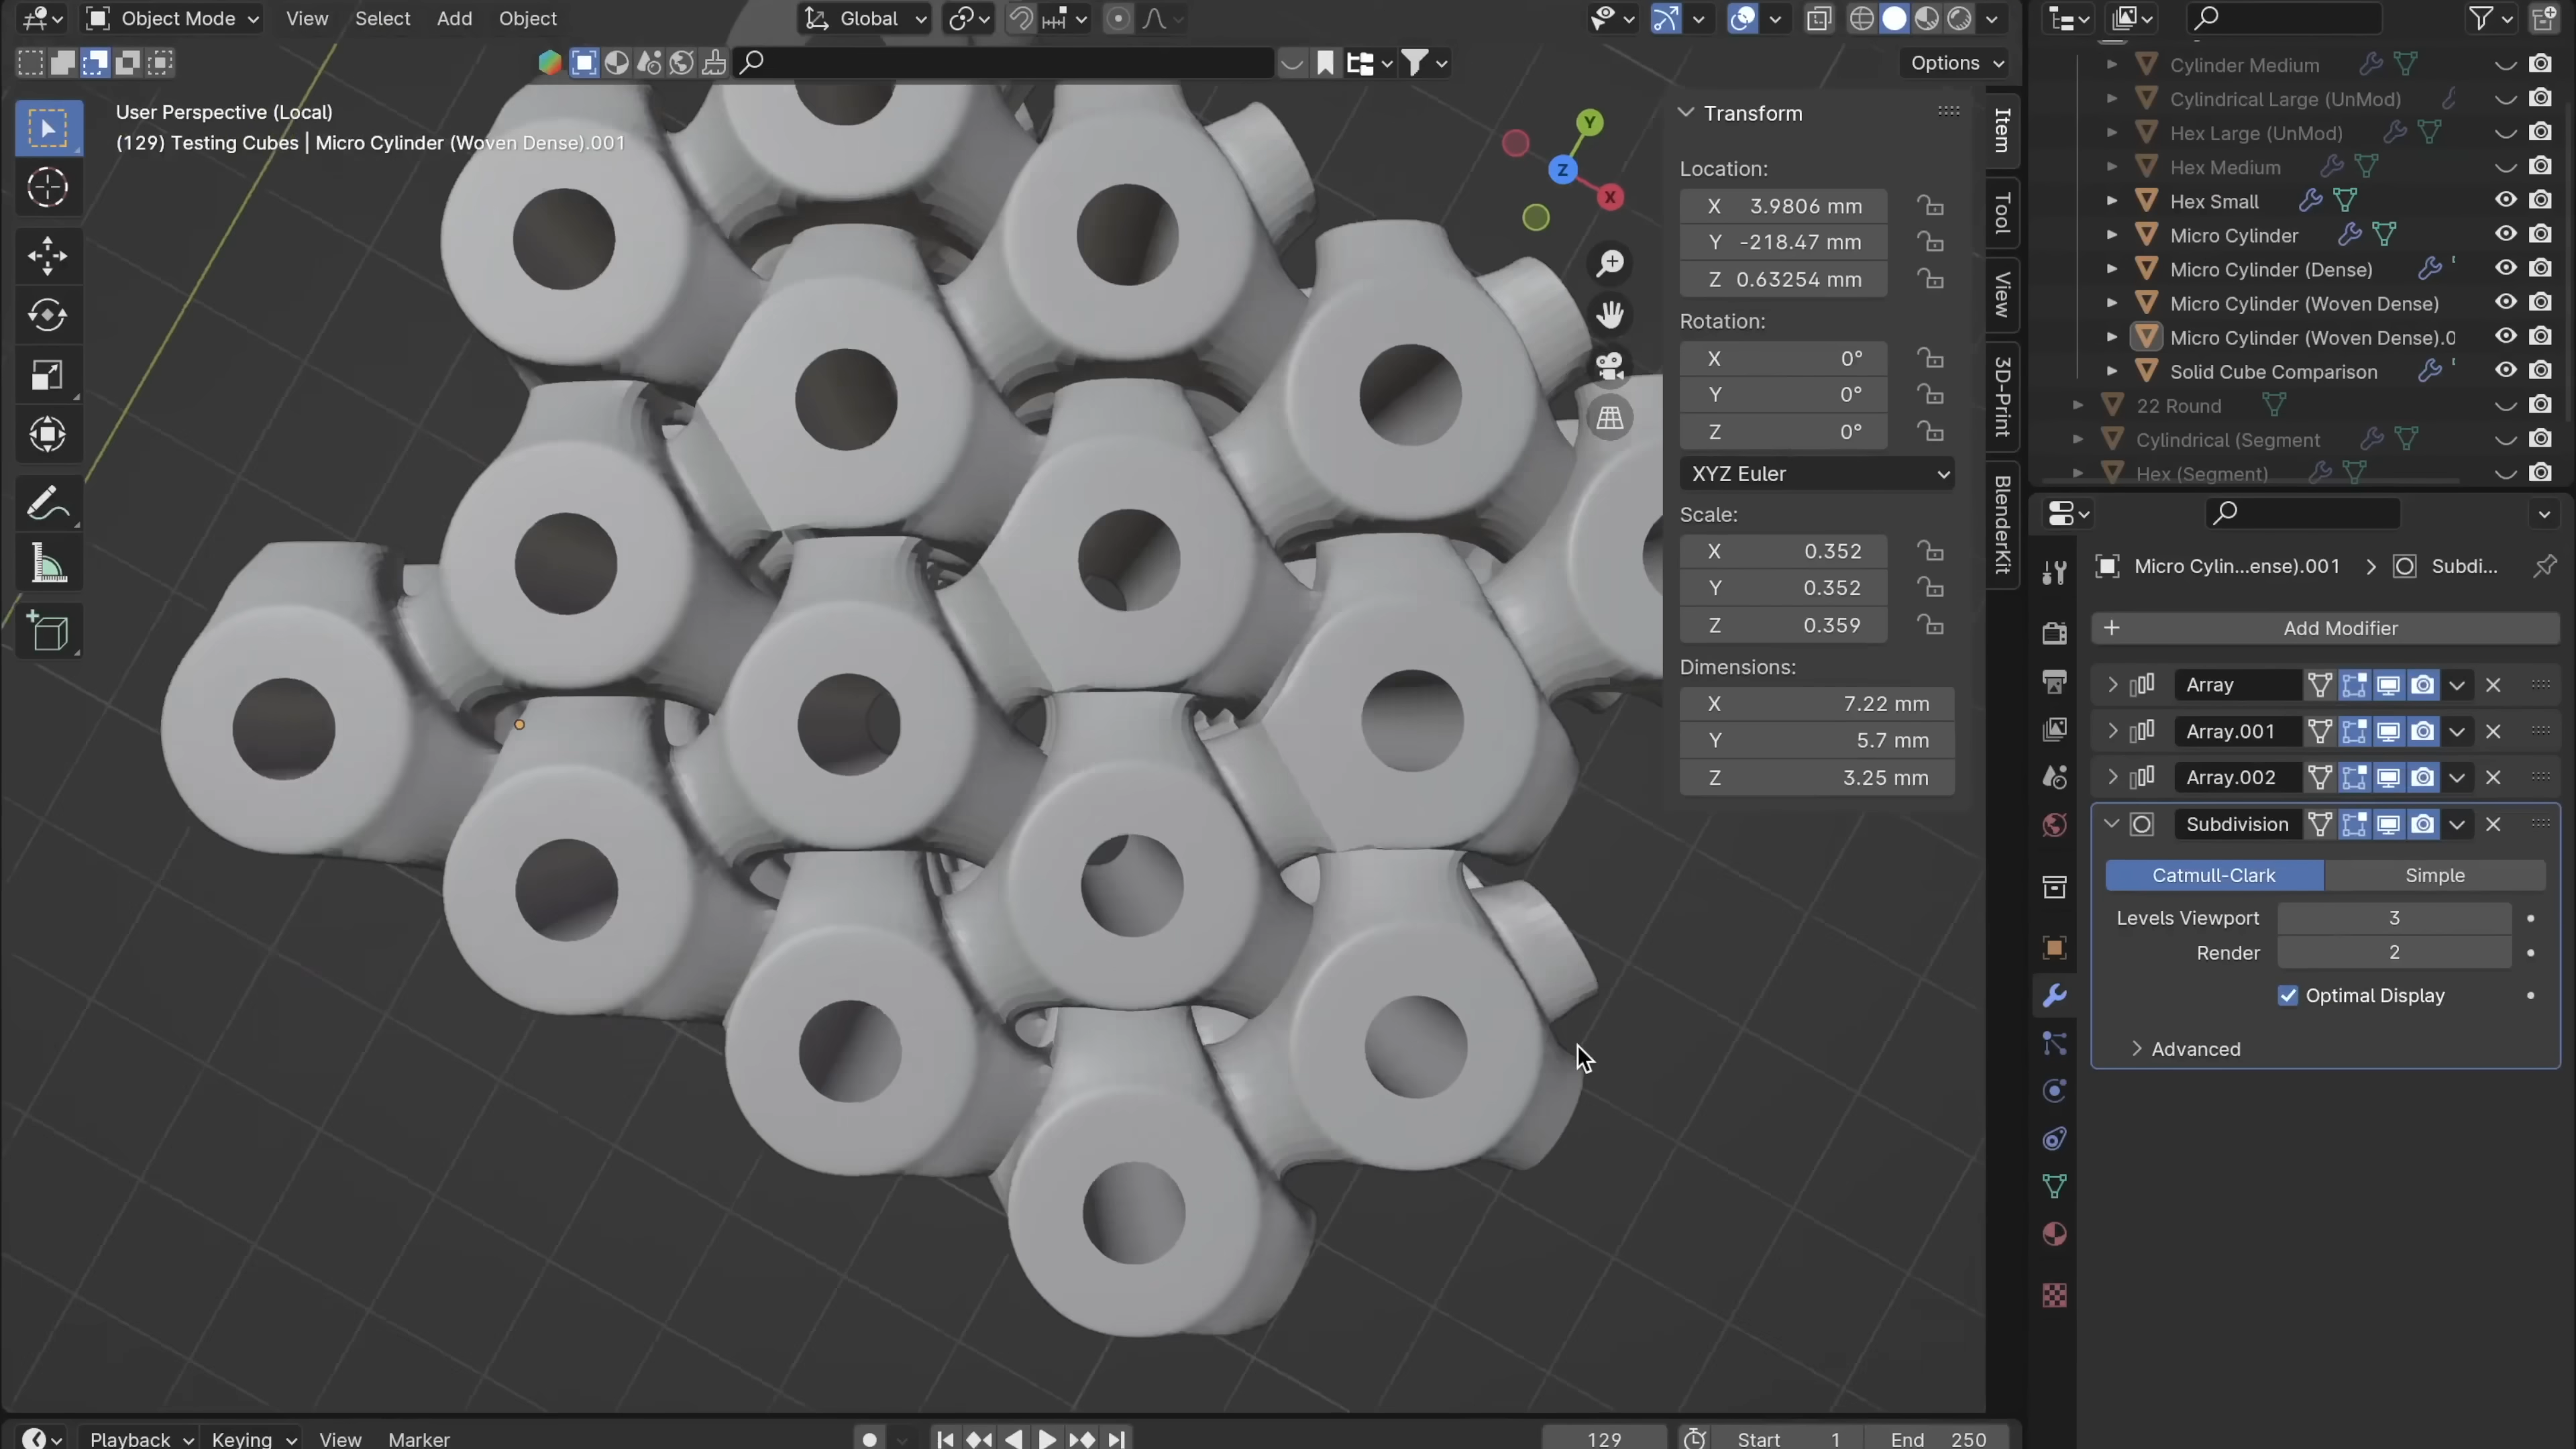 Object Mode View Select Add Object Global
Options
User Perspective (Local)
(129) Testing Cubes | Micro Cylinder (Woven Dense).001
Y
Z
X
Transform
Location:
X 3.9806 mm
Y -218.47 mm
Z 0.63254 mm
Rotation:
X 0°
Y 0°
Z 0°
XYZ Euler
Scale:
X 0.352
Y 0.352
Z 0.359
Dimensions:
X 7.22 mm
Y 5.7 mm
Z 3.25 mm
Item
Tool
View
3D-Print
BlenderKit
Cylinder Medium
Cylindrical Large (UnMod)
Hex Large (UnMod)
Hex Medium
Hex Small
Micro Cylinder
Micro Cylinder (Dense)
Micro Cylinder (Woven Dense)
Micro Cylinder (Woven Dense).0
Solid Cube Comparison
22 Round
Cylindrical (Segment
Hex (Segment)
Micro Cylin...ense).001 > Subdi...
+ Add Modifier
Array
Array.001
Array.002
Subdivision
Catmull-Clark Simple
Levels Viewport 3
Render 2
Optimal Display
Advanced
Playback Keying View Marker 129 Start 1 End 250